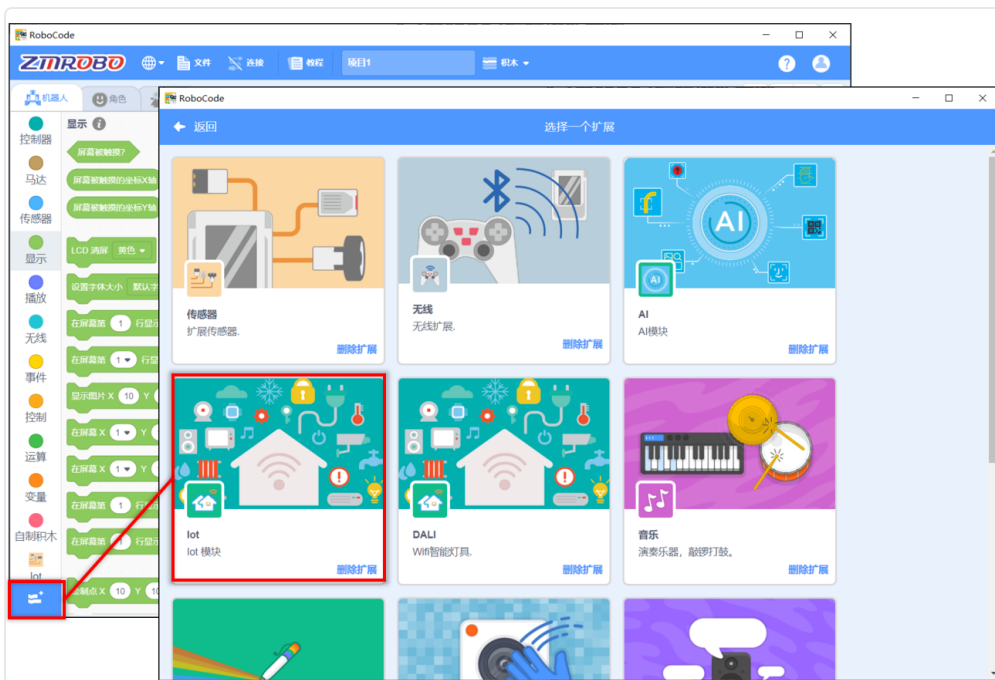 RoboCode
ZMROBO
文件
连接
教程
项目1
积木
机器人
角色
RoboCode
返回
选择一个扩展
控制器
马达
传感器
显示
播放
无线
事件
控制
运算
变量
自制积木
Iot
显示
屏幕被触摸?
屏幕被触摸的坐标X轴
屏幕被触摸的坐标Y轴
LCD 清屏 黄色
设置字体大小 默认字
在屏幕第 1 行显示
在屏幕第 1 行显
显示图片 X 10 Y
在屏幕 X 1 Y
在屏幕 X 1 Y
在屏幕第 1 行
在屏幕第 1 行显示
绘制点 X 10 Y 10
传感器
扩展传感器.
删除扩展
无线
无线扩展.
删除扩展
AI
AI
AI
AI模块
删除扩展
Iot
Iot 模块
删除扩展
DALI
Wifi智能灯具.
删除扩展
音乐
演奏乐器，敲锣打鼓。
删除扩展